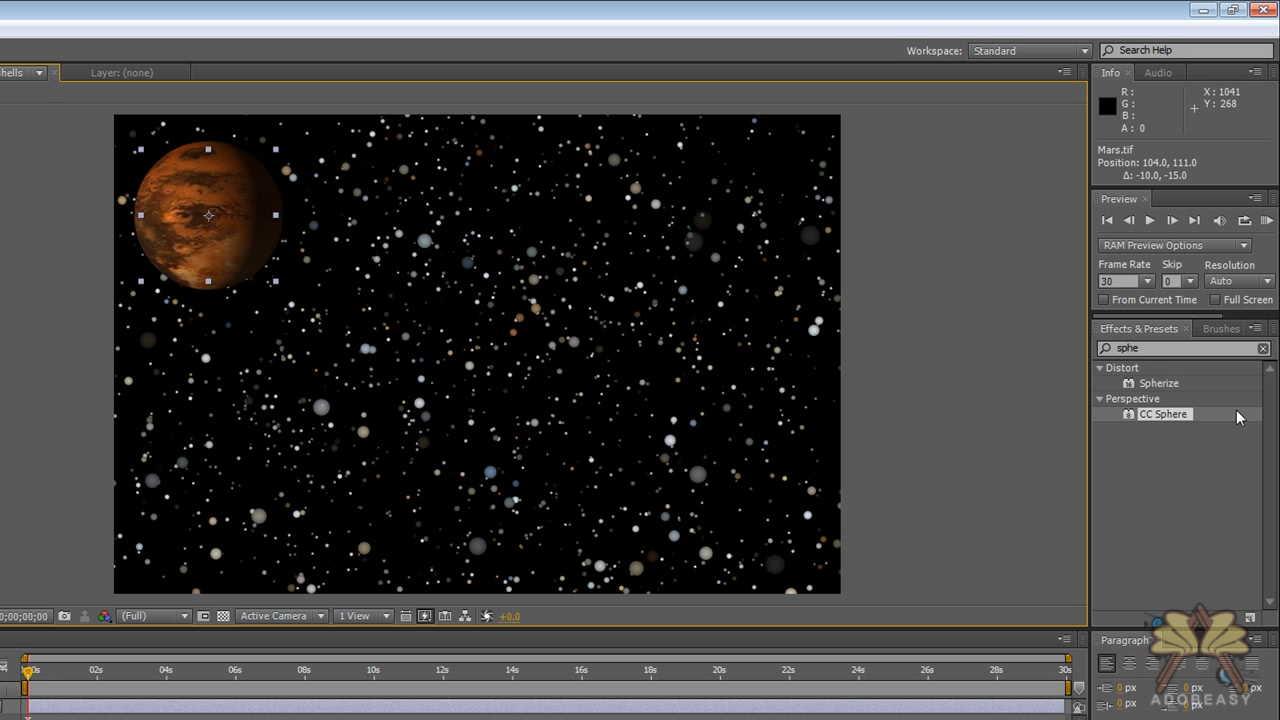 Workspace: Standard Search Help
hells Layer: (none)
Info Audio
R : X : 1041
G : Y : 268
B :
A : 0
Mars.tif
Position: 104.0, 111.0
Δ: -10.0, -15.0
Preview
RAM Preview Options
Frame Rate Skip Resolution
30 0 Auto
From Current Time Full Screen
Effects & Presets Brushes
sphe
Distort
Spherize
Perspective
CC Sphere
0;00;00;00 (Full) Active Camera 1 View +0.0
Paragraph
00s 02s 04s 06s 08s 10s 12s 14s 16s 18s 20s 22s 24s 26s 28s 30s
0 px 0 px 0 px
0 px 0 px
ADOBEASY